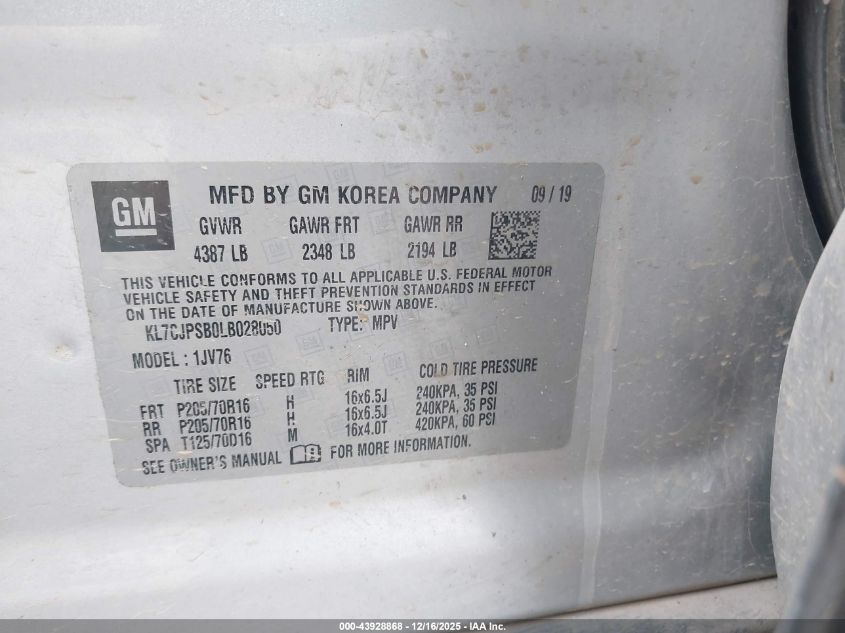 GM
MFD BY GM KOREA COMPANY 09/19
GVWR GAWR FRT GAWR RR
4387 LB 2348 LB 2194 LB
THIS VEHICLE CONFORMS TO ALL APPLICABLE U.S. FEDERAL MOTOR
VEHICLE SAFETY AND THEFT PREVENTION STANDARDS IN EFFECT
ON THE DATE OF MANUFACTURE SHOWN ABOVE.
KL7CJPSB0LB028050 TYPE: MPV
MODEL: 1JV76
TIRE SIZE SPEED RTG RIM COLD TIRE PRESSURE
FRT P205/70R16 H 16x6.5J 240KPA, 35 PSI
RR P205/70R16 H 16x6.5J 240KPA, 35 PSI
SPA T125/70D16 M 16x4.0T 420KPA, 60 PSI
SEE OWNER'S MANUAL FOR MORE INFORMATION.
000-43928868 - 12/16/2025 - IAA Inc.